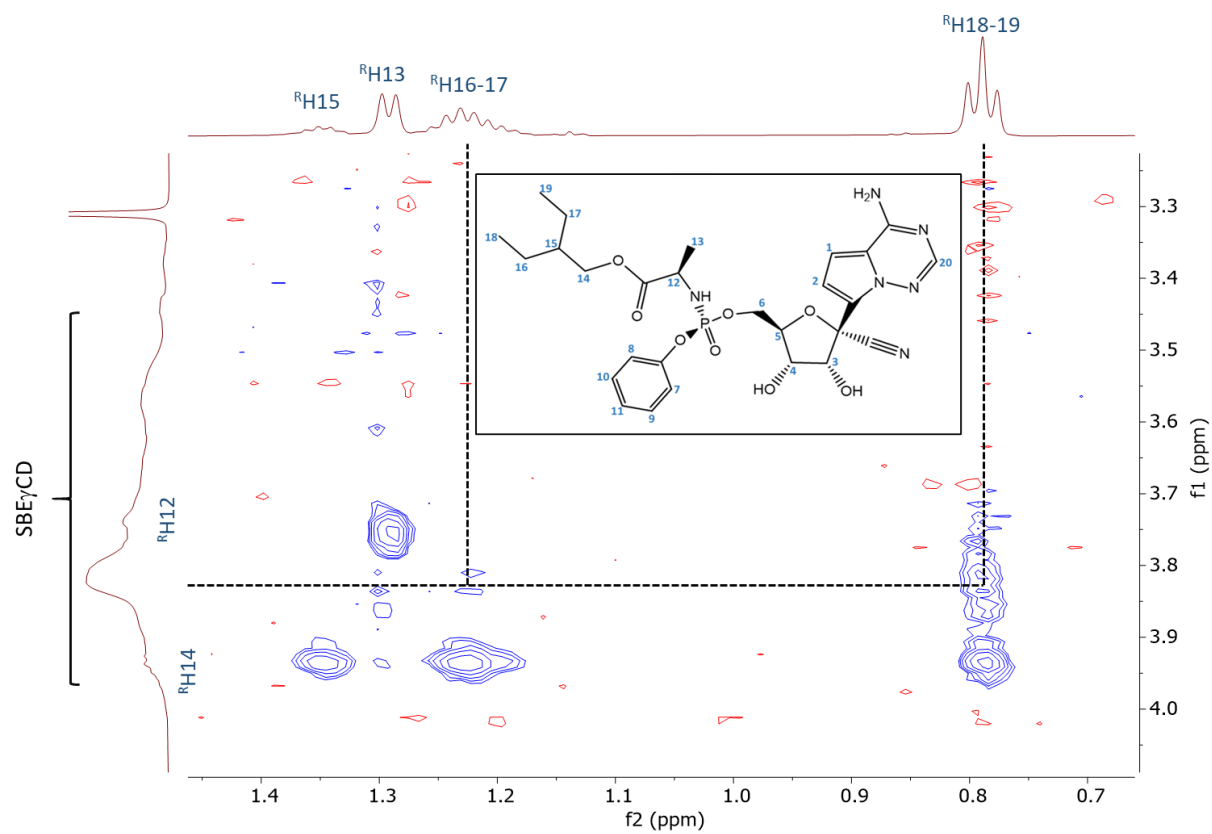 ᴿH18-19
ᴿH13
ᴿH16-17
ᴿH15
19
17
18
15
16
14
O
O
13
12
NH
P
O
O
O
6
5
4
3
O
HO
OH
N
H₂N
N
N
N
1
2
20
8
10
7
11
9
SBEγCD
ᴿH12
ᴿH14
3.3
3.4
3.5
3.6
3.7
3.8
3.9
4.0
f1 (ppm)
1.4
1.3
1.2
1.1
1.0
0.9
0.8
0.7
f2 (ppm)